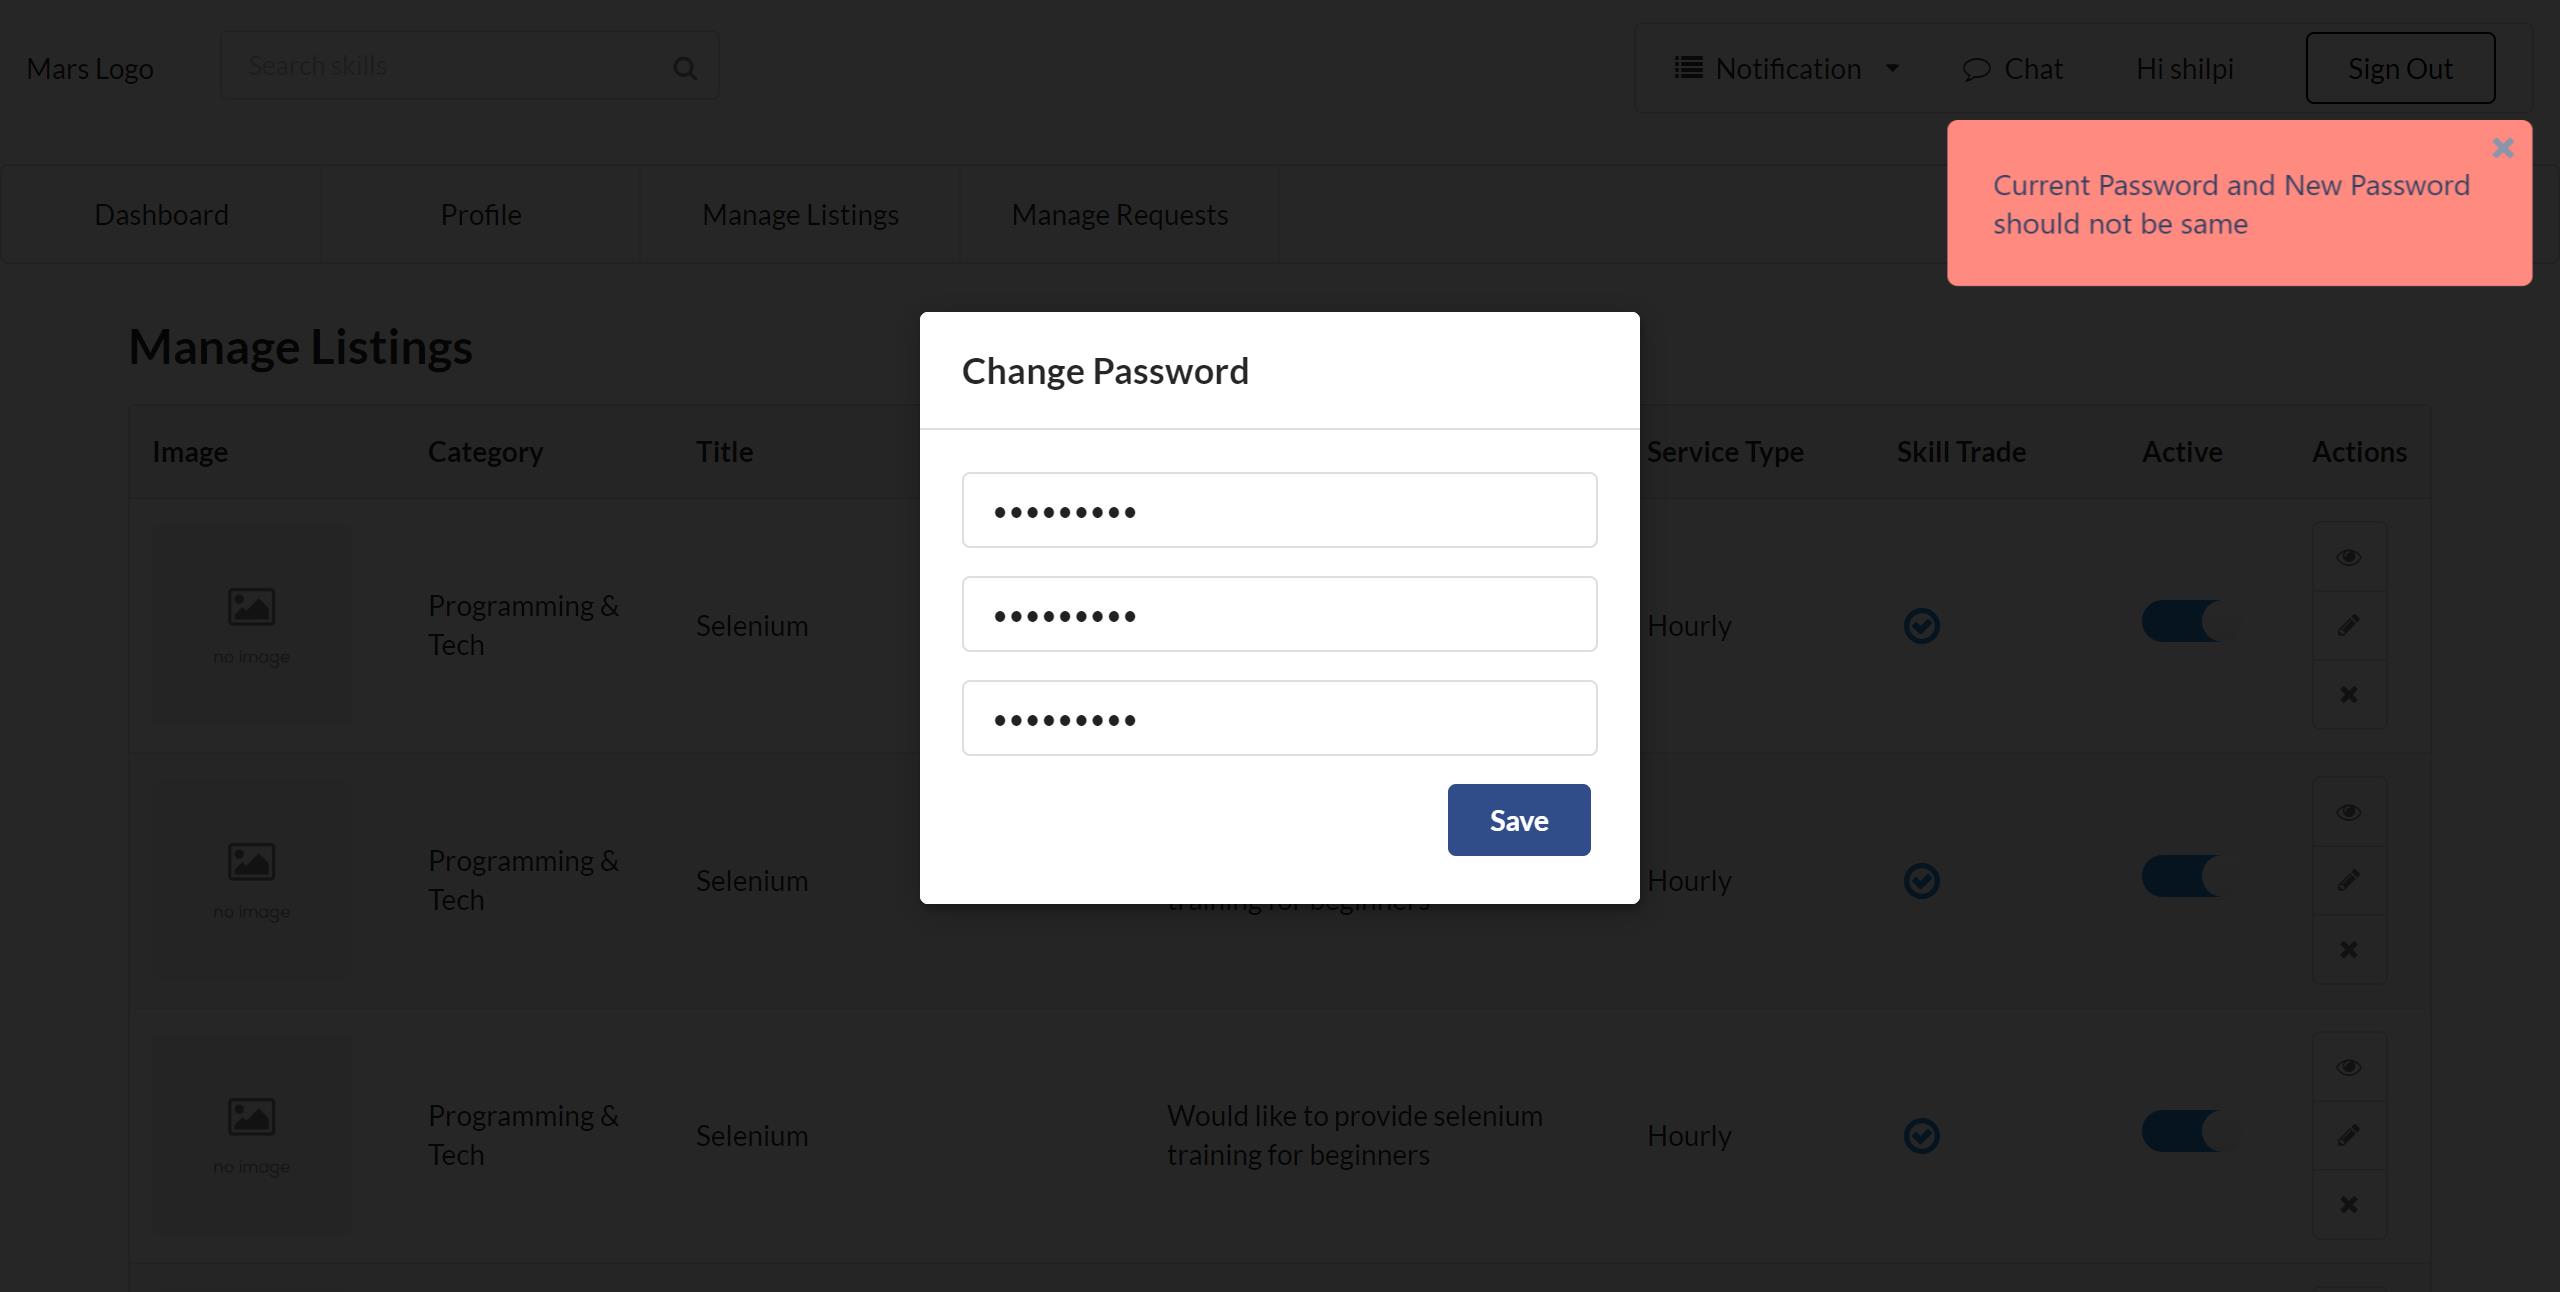 Mars Logo
Search skills
Notification
Chat
Hi shilpi
Sign Out
Current Password and New Password
should not be same
Dashboard
Profile
Manage Listings
Manage Requests
Manage Listings
Change Password
•••••••••
•••••••••
•••••••••
Save
Image
Category
Title
Service Type
Skill Trade
Active
Actions
no image
Programming &
Tech
Selenium
Hourly
no image
Programming &
Tech
Selenium
training for beginners
Hourly
no image
Programming &
Tech
Selenium
Would like to provide selenium
training for beginners
Hourly